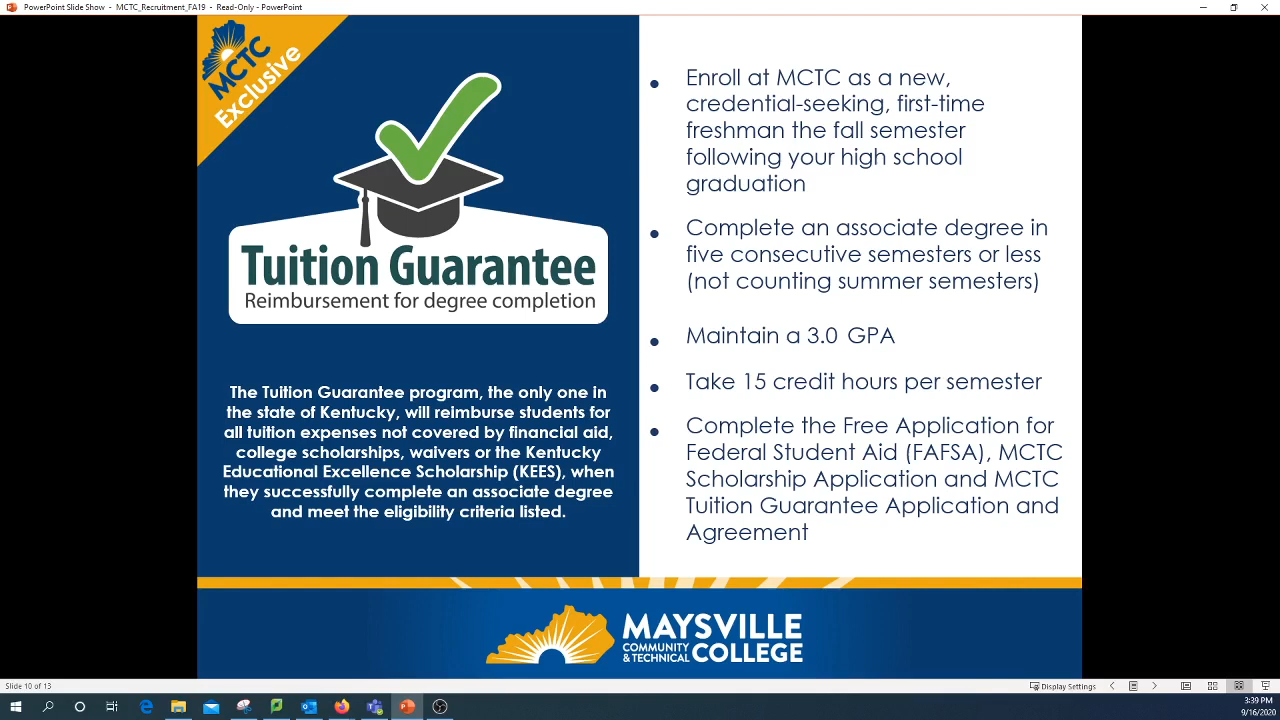 PowerPoint Slide Show - MCTC_Recruitment_FA19 - Read-Only - PowerPoint
MCTC
Exclusive
Tuition Guarantee
Reimbursement for degree completion
The Tuition Guarantee program, the only one in
the state of Kentucky, will reimburse students for
all tuition expenses not covered by financial aid,
college scholarships, waivers or the Kentucky
Educational Excellence Scholarship (KEES), when
they successfully complete an associate degree
and meet the eligibility criteria listed.
• Enroll at MCTC as a new,
credential-seeking, first-time
freshman the fall semester
following your high school
graduation
• Complete an associate degree in
five consecutive semesters or less
(not counting summer semesters)
• Maintain a 3.0 GPA
• Take 15 credit hours per semester
• Complete the Free Application for
Federal Student Aid (FAFSA), MCTC
Scholarship Application and MCTC
Tuition Guarantee Application and
Agreement
MAYSVILLE
COMMUNITY
& TECHNICAL COLLEGE
Slide 10 of 13
Display Settings
3:39 PM
9/16/2020